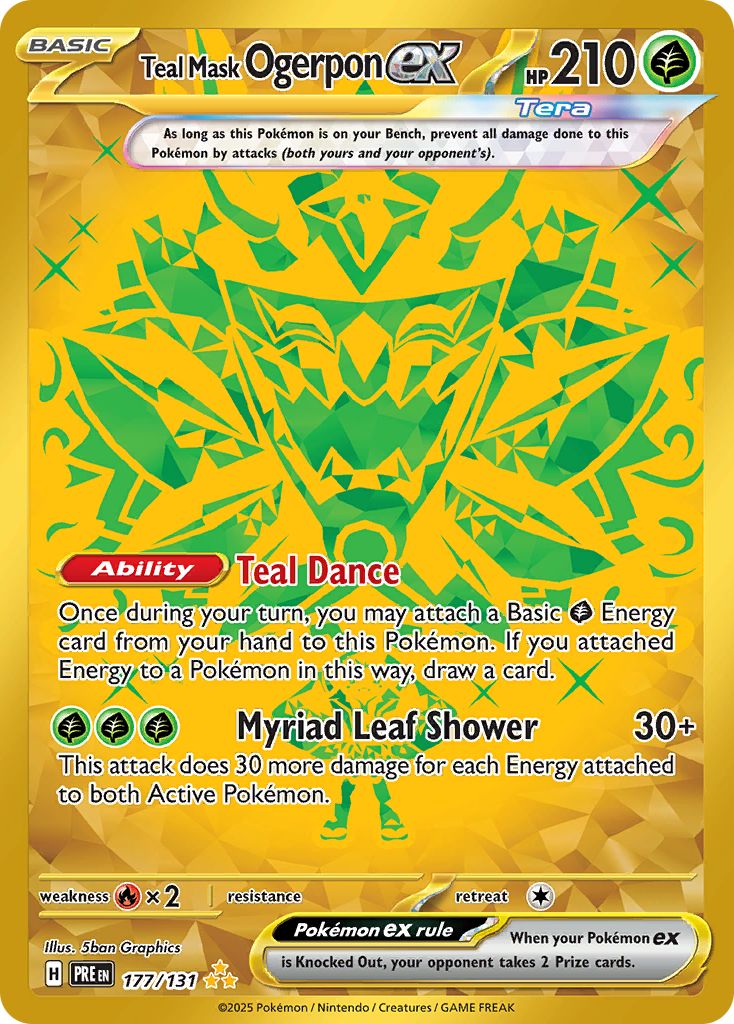 BASIC
Teal Mask Ogerpon ex HP 210
Tera
As long as this Pokémon is on your Bench, prevent all damage done to this
Pokémon by attacks (both yours and your opponent's).
Ability Teal Dance
Once during your turn, you may attach a Basic Energy
card from your hand to this Pokémon. If you attached
Energy to a Pokémon in this way, draw a card.
Myriad Leaf Shower 30+
This attack does 30 more damage for each Energy attached
to both Active Pokémon.
weakness ×2 resistance retreat
Illus. 5ban Graphics
Pokémon ex rule
When your Pokémon ex
is Knocked Out, your opponent takes 2 Prize cards.
H PRE EN 177/131
©2025 Pokémon / Nintendo / Creatures / GAME FREAK